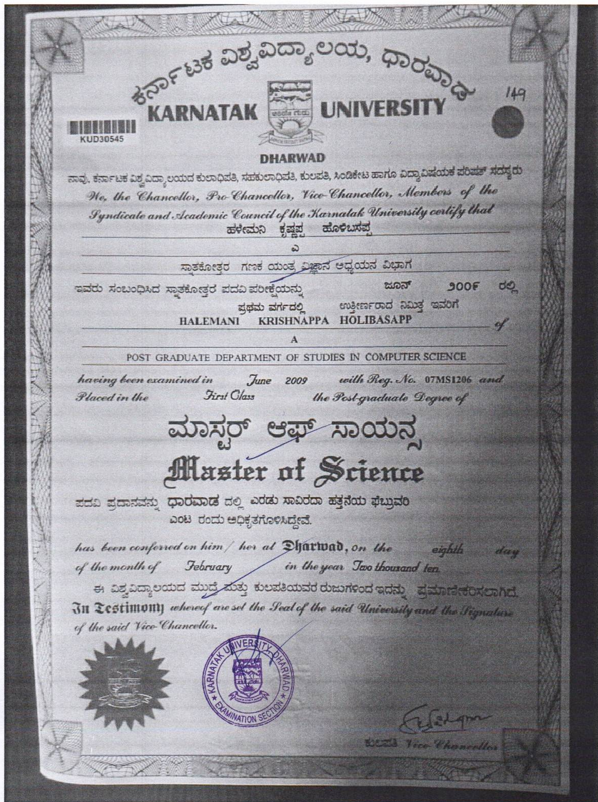 ಕರ್ನಾಟಕ ವಿಶ್ವವಿದ್ಯಾಲಯ, ಧಾರವಾಡ
149
KARNATAK UNIVERSITY
KUD30545
DHARWAD
ನಾವು, ಕರ್ನಾಟಕ ವಿಶ್ವವಿದ್ಯಾಲಯದ ಕುಲಾಧಿಪತಿ, ಸಹಕುಲಾಧಿಪತಿ, ಕುಲಪತಿ, ಸಿಂಡಿಕೇಟ ಹಾಗೂ ವಿದ್ಯಾವಿಷಯಕ ಪರಿಷತ್ ಸದಸ್ಯರು
We, the Chancellor, Pro-Chancellor, Vice-Chancellor, Members of the
Syndicate and Academic Council of the Karnatak University certify that
ಹಳೇಮನಿ ಕೃಷ್ಣಪ್ಪ ಹೊಳಿಬಸಪ್ಪ
ಎ
ಸ್ನಾತಕೋತ್ತರ ಗಣಕ ಯಂತ್ರ ವಿಜ್ಞಾನ ಅಧ್ಯಯನ ವಿಭಾಗ
ಇವರು ಸಂಬಂಧಿಸಿದ ಸ್ನಾತಕೋತ್ತರ ಪದವಿ ಪರೀಕ್ಷೆಯನ್ನು ಜೂನ್ ೨೦೦೯ ರಲ್ಲಿ
ಪ್ರಥಮ ವರ್ಗದಲ್ಲಿ ಉತ್ತೀರ್ಣರಾದ ನಿಮಿತ್ತ ಇವರಿಗೆ
HALEMANI KRISHNAPPA HOLIBASAPP
of
A
POST GRADUATE DEPARTMENT OF STUDIES IN COMPUTER SCIENCE
having been examined in June 2009 with Reg. No. 07MS1206 and
Placed in the First Class the Post-graduate Degree of
ಮಾಸ್ಟರ್ ಆಫ್ ಸಾಯನ್ಸ
Master of Science
ಪದವಿ ಪ್ರದಾನವನ್ನು ಧಾರವಾಡ ದಲ್ಲಿ ಎರಡು ಸಾವಿರದಾ ಹತ್ತನೆಯ ಫೆಬ್ರುವರಿ
ಎಂಟ ರಂದು ಅಧಿಕೃತಗೊಳಿಸಿದ್ದೇವೆ.
has been conferred on him / her at Dharwad, on the eighth day
of the month of February in the year Two thousand ten.
ಈ ವಿಶ್ವವಿದ್ಯಾಲಯದ ಮುದ್ರೆ ಮತ್ತು ಕುಲಪತಿಯವರ ರುಜುಗಳಿಂದ ಇದನ್ನು ಪ್ರಮಾಣೀಕರಿಸಲಾಗಿದೆ.
In Testimony whereof are set the Seal of the said University and the Signature
of the said Vice-Chancellor.
KARNATAK UNIVERSITY, DHARWAD
EXAMINATION SECTION
ಕುಲಪತಿ Vice-Chancellor